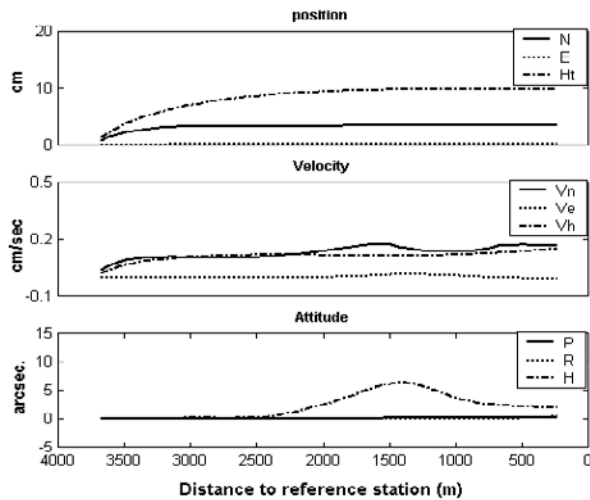 position
20
10
0
cm
N
E
Ht
Velocity
0.5
0.2
-0.1
cm/sec
Vn
Ve
Vh
Attitude
15
10
5
0
-5
arcsec.
P
R
H
4000 3500 3000 2500 2000 1500 1000 500 0
Distance to reference station (m)